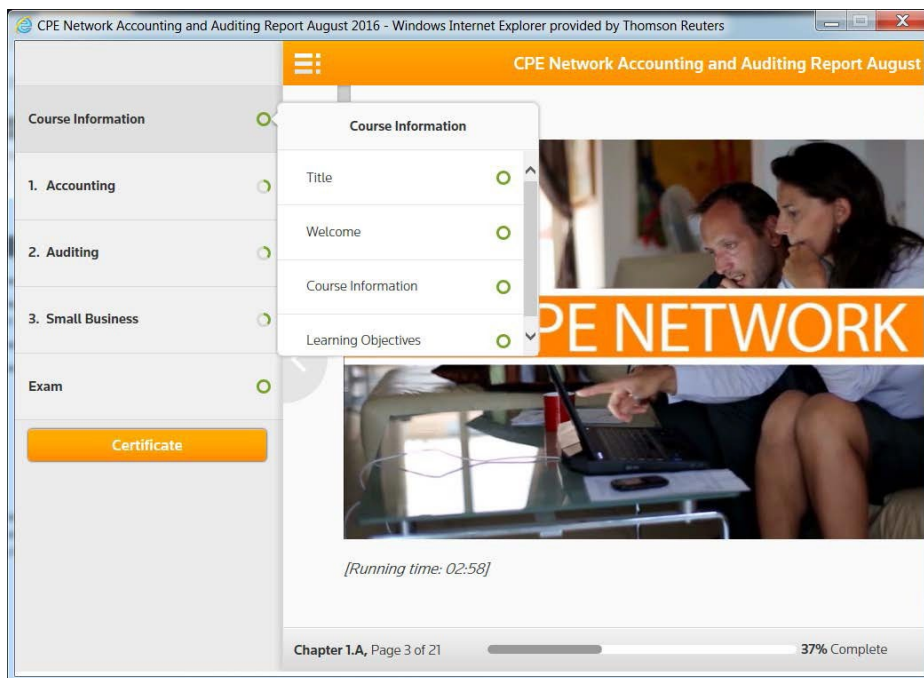 CPE Network Accounting and Auditing Report August 2016 - Windows Internet Explorer provided by Thomson Reuters
CPE Network Accounting and Auditing Report August
Course Information
1. Accounting
2. Auditing
3. Small Business
Exam
Certificate
Course Information
Title
Welcome
Course Information
Learning Objectives
PE NETWORK
[Running time: 02:58]
Chapter 1.A, Page 3 of 21
37% Complete